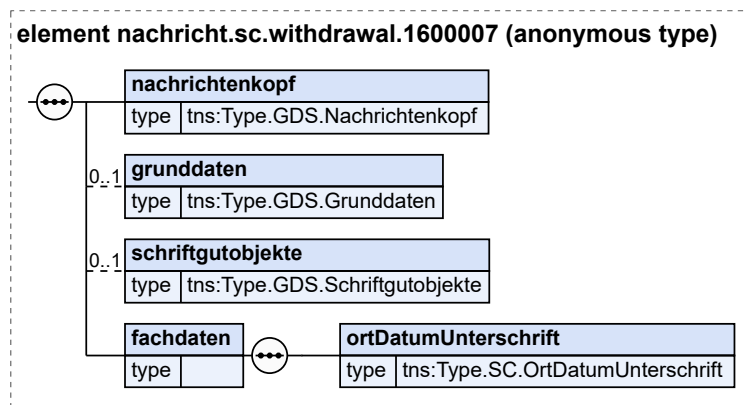 element nachricht.sc.withdrawal.1600007 (anonymous type)
nachrichtenkopf
type tns:Type.GDS.Nachrichtenkopf
0..1 grunddaten
type tns:Type.GDS.Grunddaten
0..1 schriftgutobjekte
type tns:Type.GDS.Schriftgutobjekte
fachdaten
type
ortDatumUnterschrift
type tns:Type.SC.OrtDatumUnterschrift